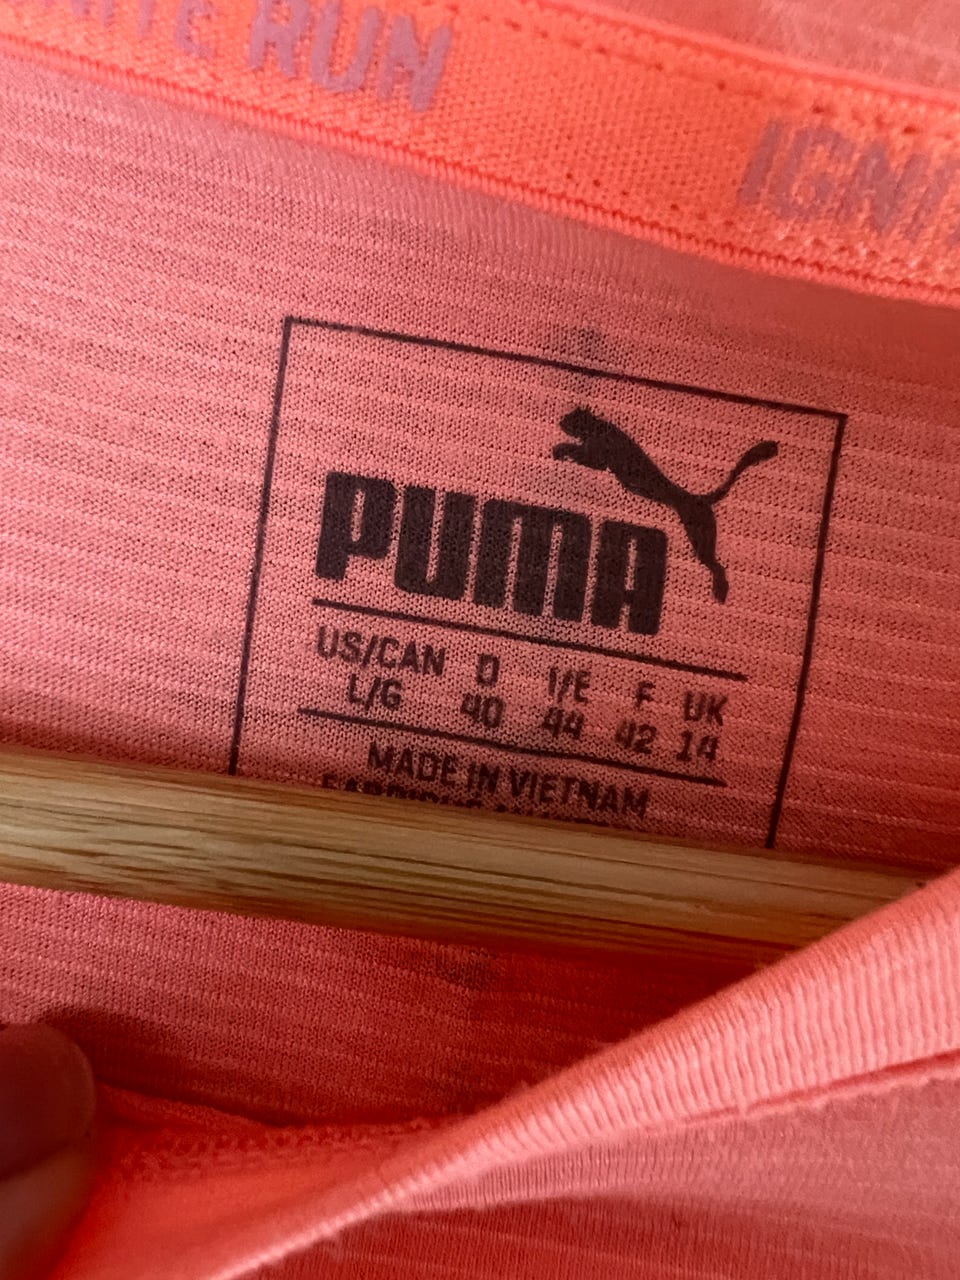 RUN
IGNI
PUMA
US/CAN D I/E F UK
L/G 40 44 42 14
MADE IN VIETNAM